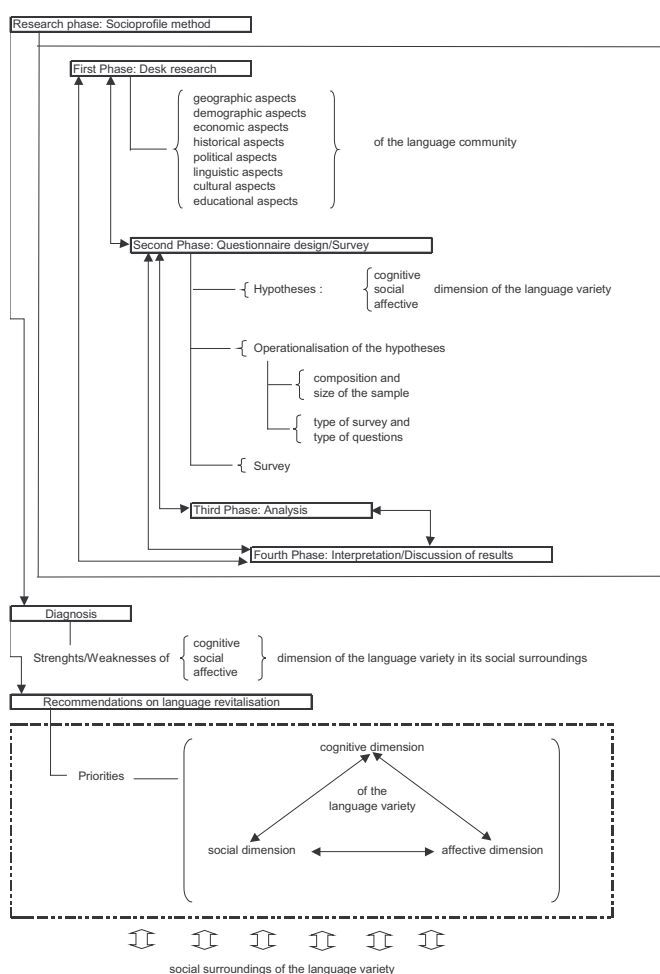 Research phase: Socioprofile method
First Phase: Desk research
geographic aspects
demographic aspects
economic aspects
historical aspects
political aspects
linguistic aspects
cultural aspects
educational aspects
of the language community
Second Phase: Questionnaire design/Survey
Hypotheses :
cognitive
social
affective
dimension of the language variety
Operationalisation of the hypotheses
composition and
size of the sample
type of survey and
type of questions
Survey
Third Phase: Analysis
Fourth Phase: Interpretation/Discussion of results
Diagnosis
Strenghts/Weaknesses of
cognitive
social
affective
dimension of the language variety in its social surroundings
Recommendations on language revitalisation
Priorities
cognitive dimension
of the
language variety
social dimension
affective dimension
social surroundings of the language variety